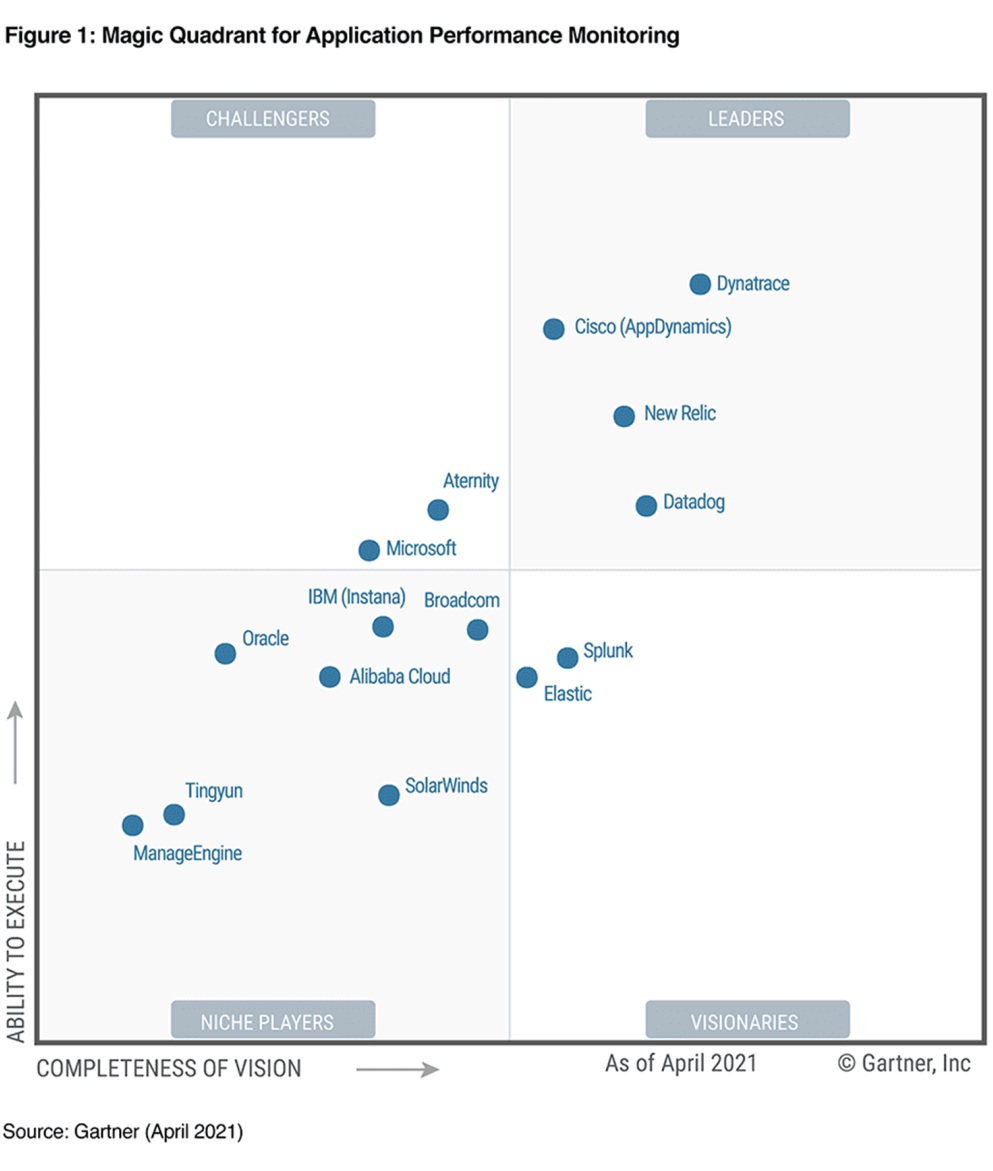 Figure 1: Magic Quadrant for Application Performance Monitoring
CHALLENGERS
LEADERS
Dynatrace
Cisco (AppDynamics)
New Relic
Aternity
Datadog
Microsoft
IBM (Instana)
Broadcom
Oracle
Splunk
Alibaba Cloud
Elastic
SolarWinds
Tingyun
ManageEngine
NICHE PLAYERS
VISIONARIES
ABILITY TO EXECUTE
COMPLETENESS OF VISION
As of April 2021
© Gartner, Inc
Source: Gartner (April 2021)